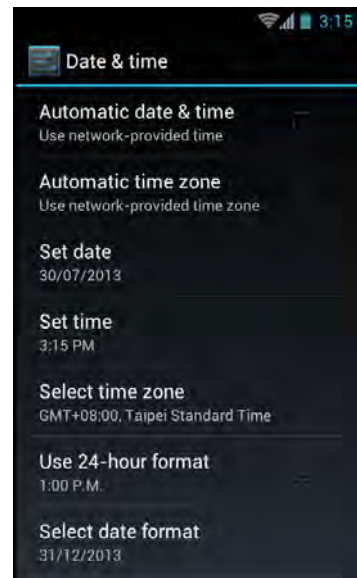 3:15
Date & time
Automatic date & time
Use network-provided time
Automatic time zone
Use network-provided time zone
Set date
30/07/2013
Set time
3:15 PM
Select time zone
GMT+08:00, Taipei Standard Time
Use 24-hour format
1:00 P.M.
Select date format
31/12/2013